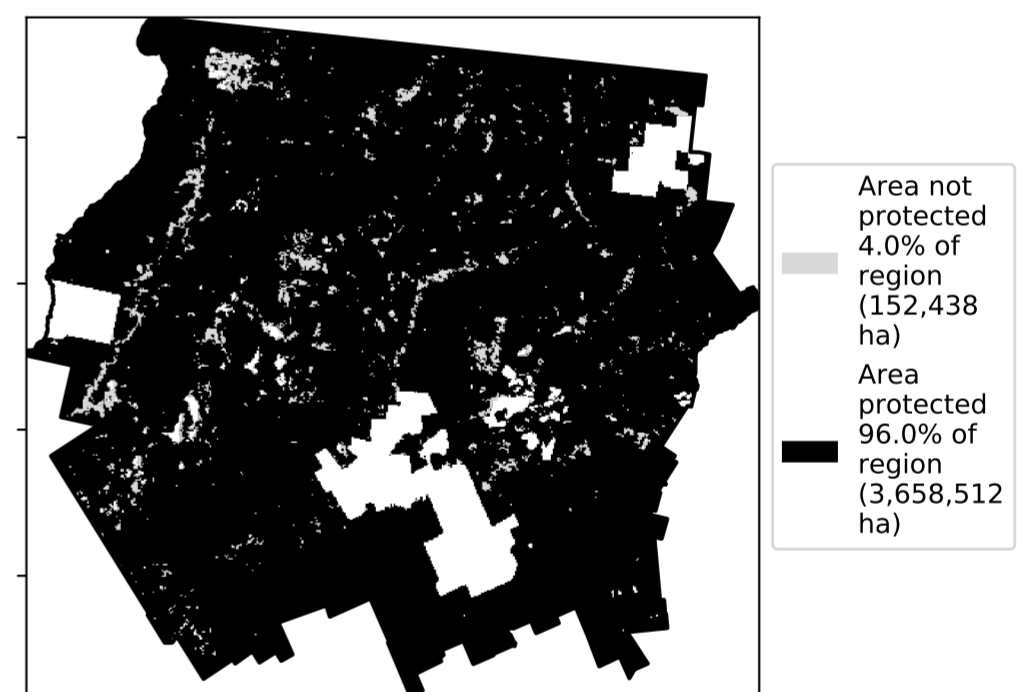 Area not
protected
4.0% of
region
(152,438
ha)
Area
protected
96.0% of
region
(3,658,512
ha)